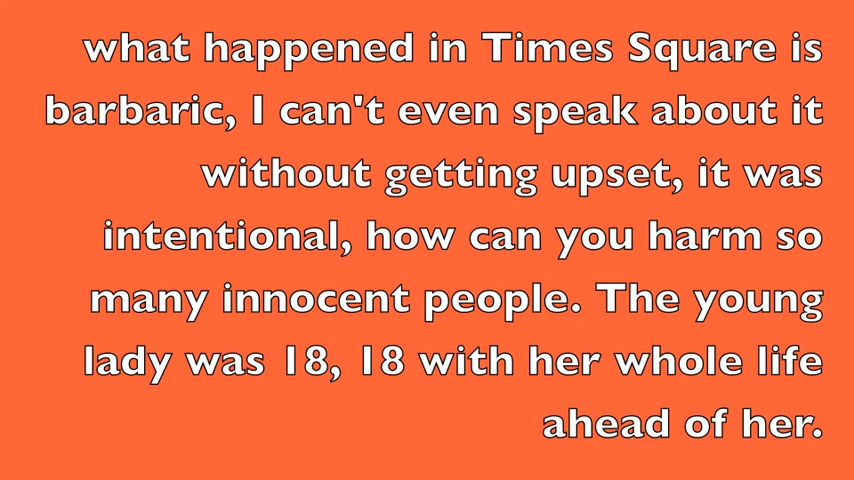 what happened in Times Square is
barbaric, I can't even speak about it
without getting upset, it was
intentional, how can you harm so
many innocent people. The young
lady was 18, 18 with her whole life
ahead of her.